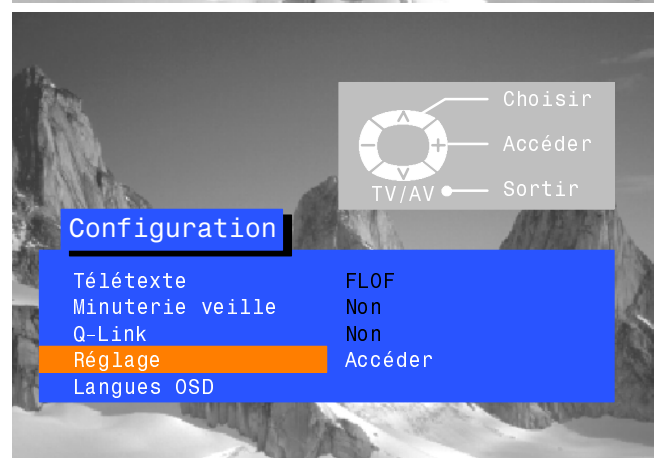 Choisir
Accéder
TV/AV Sortir
Configuration
Télétexte FLOF
Minuterie veille Non
Q-Link Non
Réglage Accéder
Langues OSD